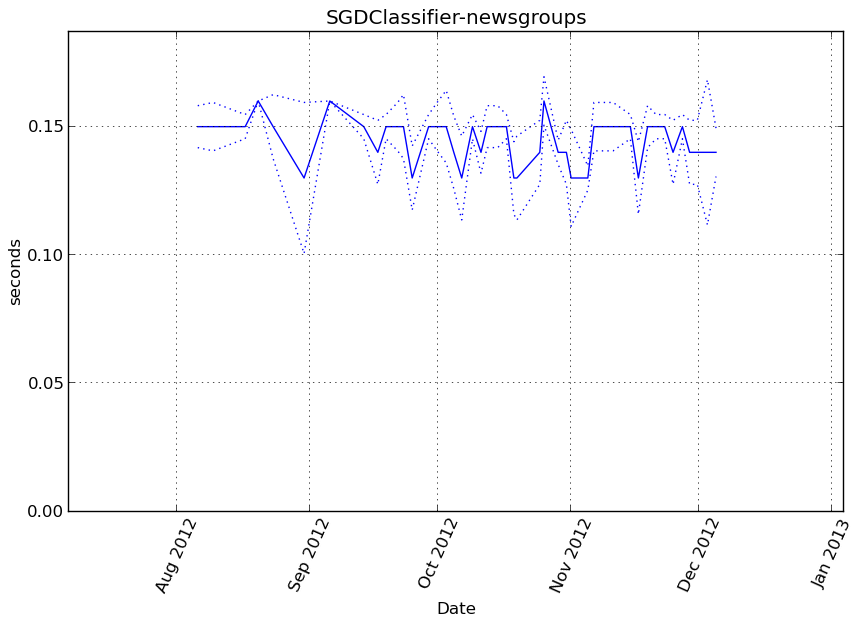 SGDClassifier-newsgroups
seconds
0.15
0.10
0.05
0.00
Aug 2012
Sep 2012
Oct 2012
Nov 2012
Dec 2012
Jan 2013
Date